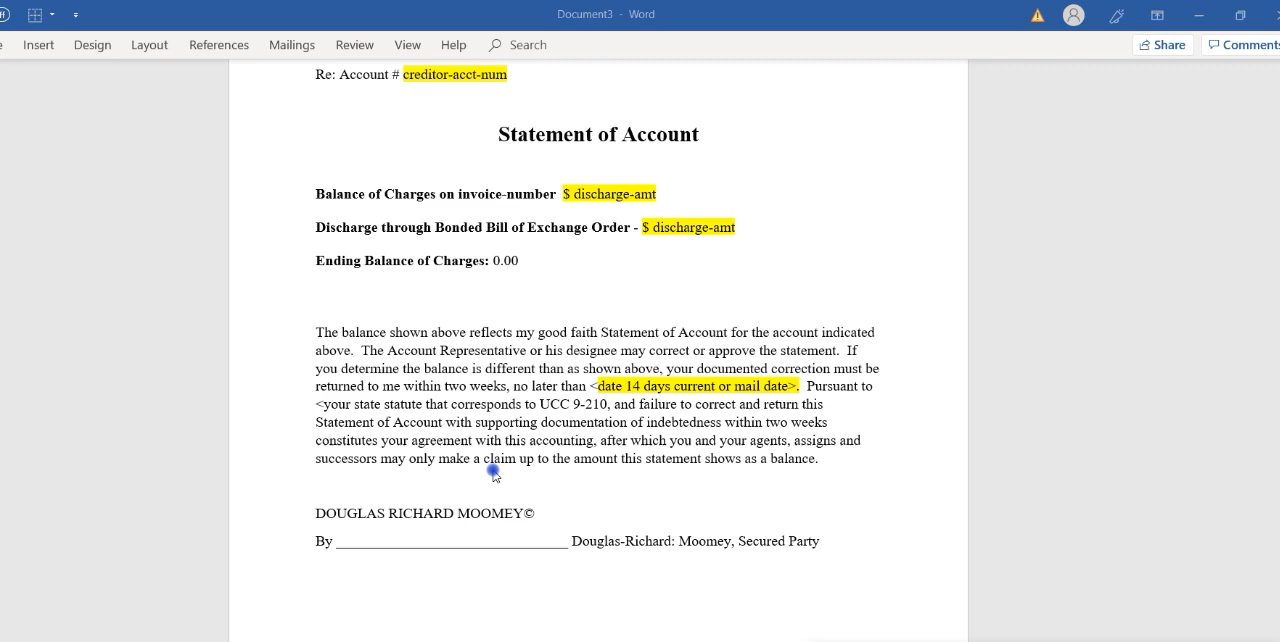 ff
Document3 - Word
Insert Design Layout References Mailings Review View Help Search
Share Comments
Re: Account # creditor-acct-num
Statement of Account
Balance of Charges on invoice-number $ discharge-amt
Discharge through Bonded Bill of Exchange Order - $ discharge-amt
Ending Balance of Charges: 0.00
The balance shown above reflects my good faith Statement of Account for the account indicated
above. The Account Representative or his designee may correct or approve the statement. If
you determine the balance is different than as shown above, your documented correction must be
returned to me within two weeks, no later than <date 14 days current or mail date>. Pursuant to
<your state statute that corresponds to UCC 9-210, and failure to correct and return this
Statement of Account with supporting documentation of indebtedness within two weeks
constitutes your agreement with this accounting, after which you and your agents, assigns and
successors may only make a claim up to the amount this statement shows as a balance.
DOUGLAS RICHARD MOOMEY©
By ________________________________ Douglas-Richard: Moomey, Secured Party